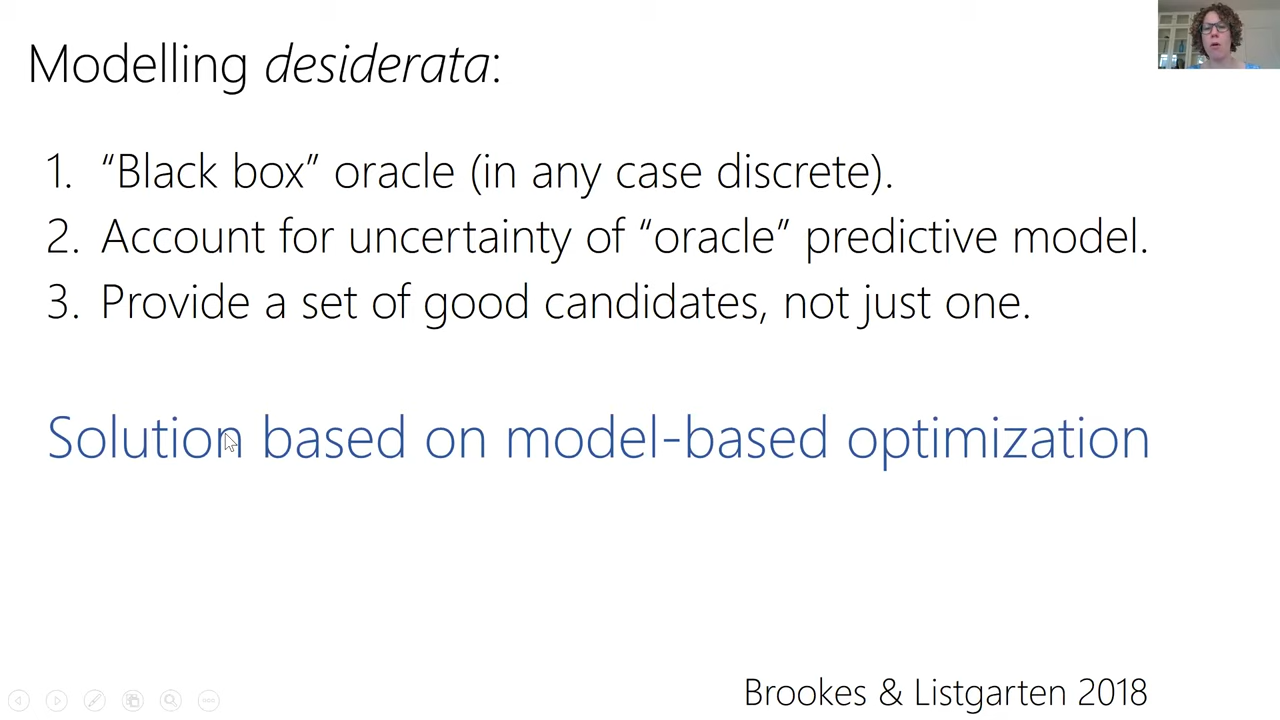 Modelling desiderata:
1. “Black box” oracle (in any case discrete).
2. Account for uncertainty of “oracle” predictive model.
3. Provide a set of good candidates, not just one.
Solution based on model-based optimization
Brookes & Listgarten 2018